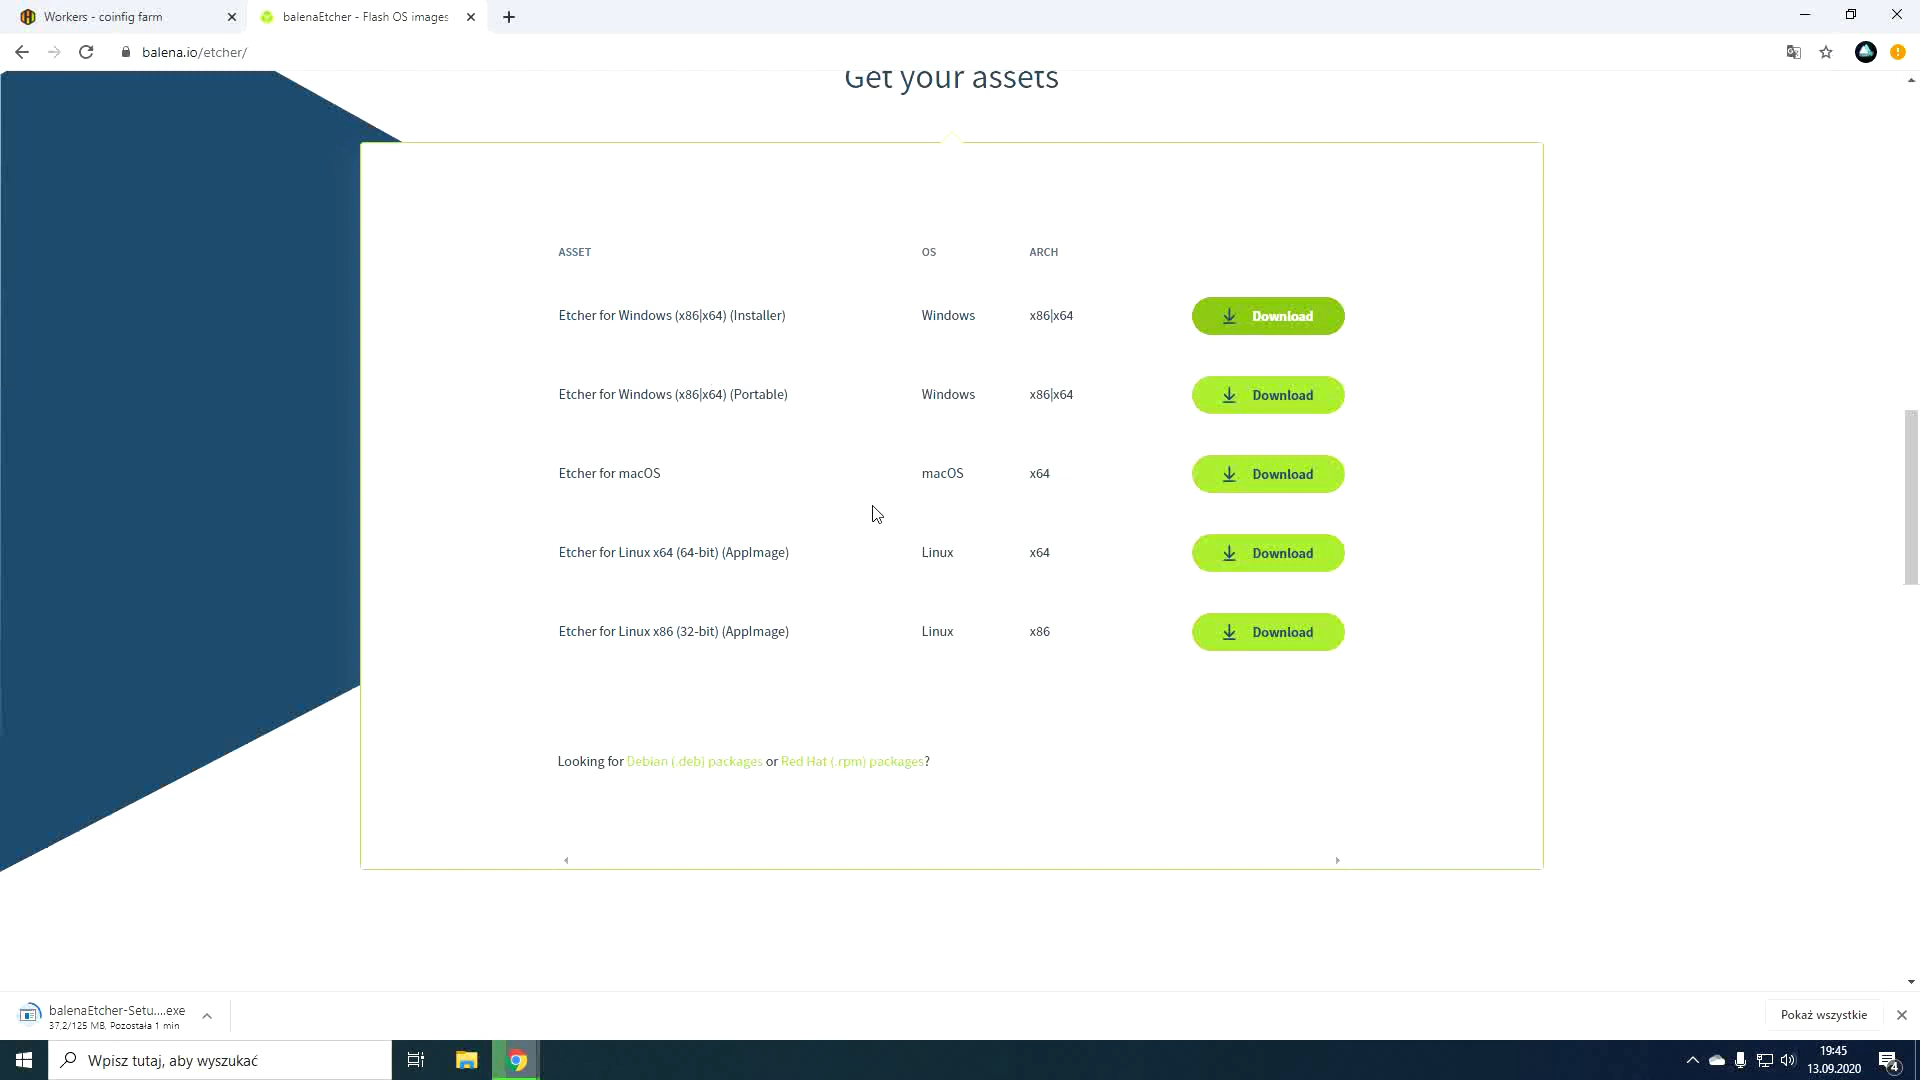 Workers - coinfig farm
balenaEtcher - Flash OS images
balena.io/etcher/
Get your assets
ASSET OS ARCH
Etcher for Windows (x86|x64) (Installer) Windows x86|x64 Download
Etcher for Windows (x86|x64) (Portable) Windows x86|x64 Download
Etcher for macOS macOS x64 Download
Etcher for Linux x64 (64-bit) (AppImage) Linux x64 Download
Etcher for Linux x86 (32-bit) (AppImage) Linux x86 Download
Looking for Debian (.deb) packages or Red Hat (.rpm) packages?
balenaEtcher-Setu....exe
37,2/125 MB, Pozostała 1 min
Pokaż wszystkie
Wpisz tutaj, aby wyszukać
19:45
13.09.2020
4